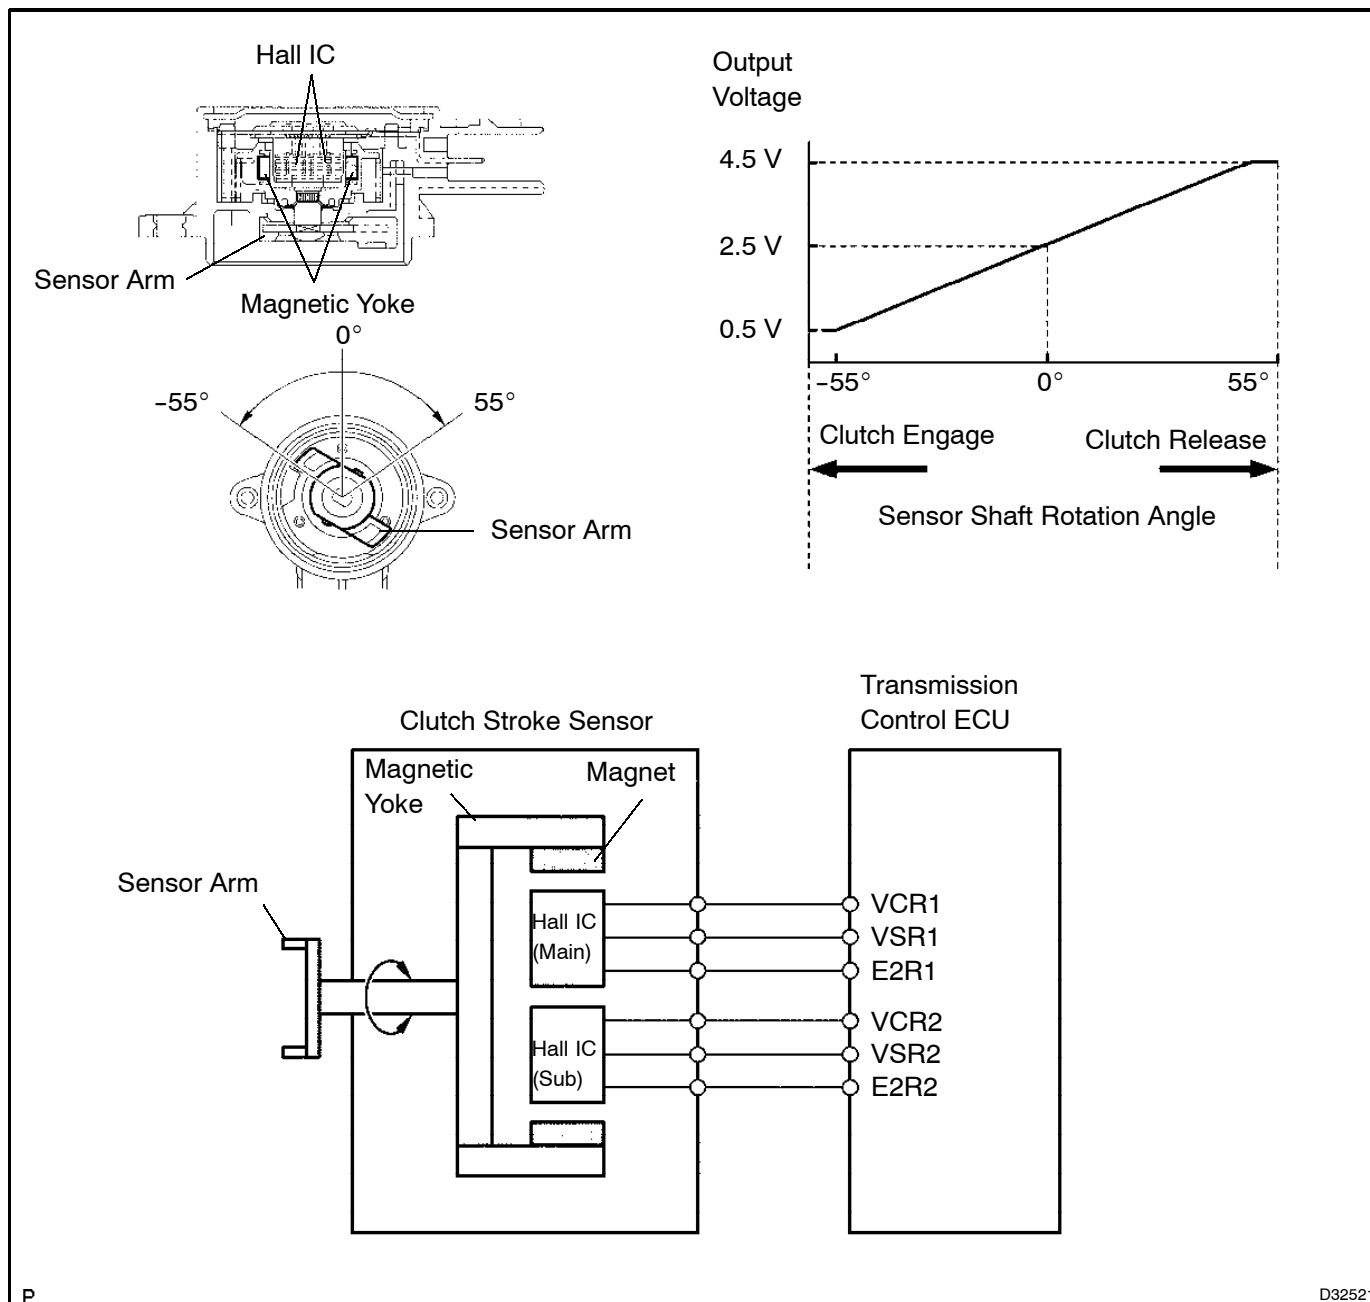 Hall IC
Sensor Arm
Magnetic Yoke
0°
-55°
55°
Sensor Arm
Output
Voltage
4.5 V
2.5 V
0.5 V
-55°
0°
55°
Clutch Engage
Clutch Release
Sensor Shaft Rotation Angle
Clutch Stroke Sensor
Transmission
Control ECU
Magnetic
Yoke
Magnet
Sensor Arm
Hall IC
(Main)
Hall IC
(Sub)
VCR1
VSR1
E2R1
VCR2
VSR2
E2R2
P
D32521